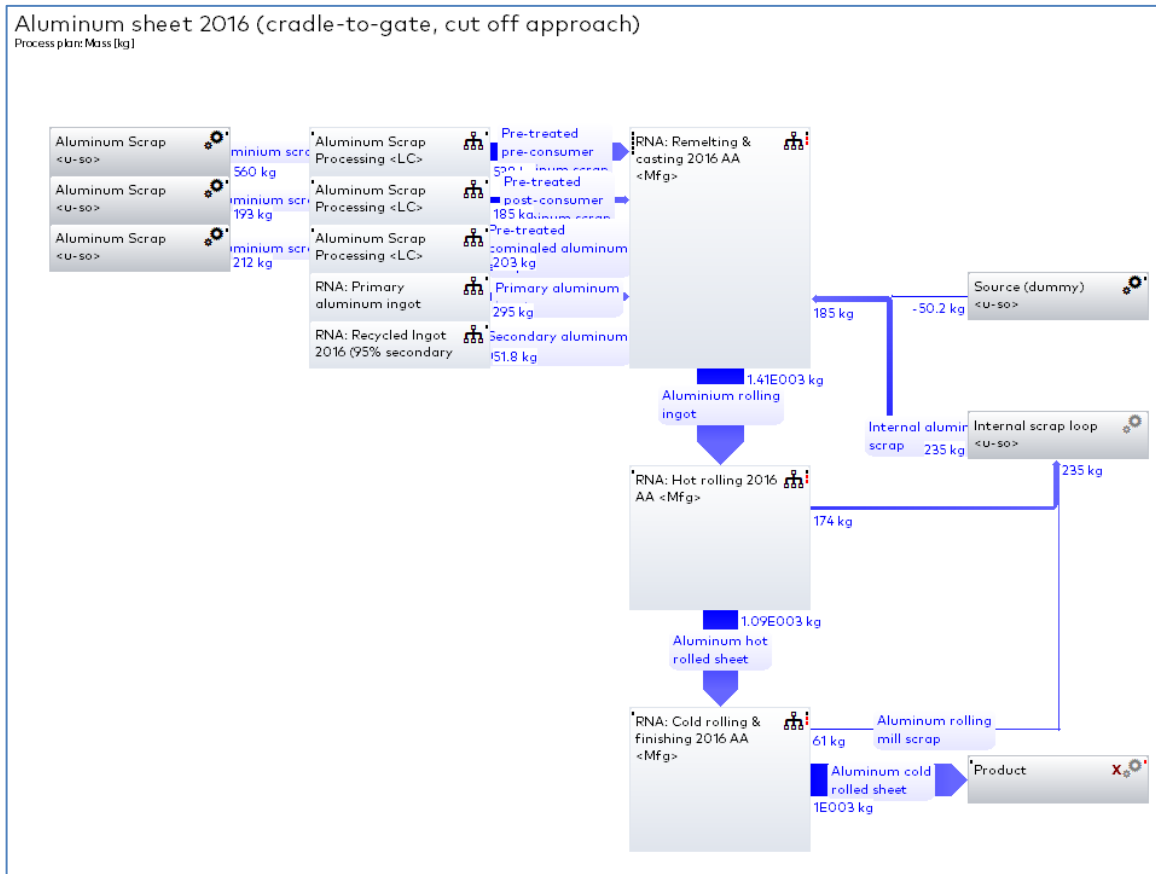 Aluminum sheet 2016 (cradle-to-gate, cut off approach)
Process plan: Mass [kg]
Aluminum Scrap
<u-so>
560 kg
Aluminum Scrap
Processing <LC>
Pre-treated
pre-consumer
RNA: Remelting &
casting 2016 AA
<Mfg>
Aluminum Scrap
<u-so>
193 kg
Aluminum Scrap
Processing <LC>
Pre-treated
post-consumer
185 kg
Aluminum Scrap
<u-so>
212 kg
Aluminum Scrap
Processing <LC>
Pre-treated
comingled aluminum
203 kg
RNA: Primary
aluminum ingot
Primary aluminum
295 kg
RNA: Recycled Ingot
2016 (95% secondary
Secondary aluminum
51.8 kg
Source (dummy)
<u-so>
-50.2 kg
185 kg
1.41E003 kg
Aluminium rolling
ingot
Internal
scrap
235 kg
Internal scrap loop
<u-so>
235 kg
RNA: Hot rolling 2016
AA <Mfg>
174 kg
1.09E003 kg
Aluminum hot
rolled sheet
RNA: Cold rolling &
finishing 2016 AA
<Mfg>
61 kg
Aluminum rolling
mill scrap
Aluminum cold
rolled sheet
1E003 kg
Product